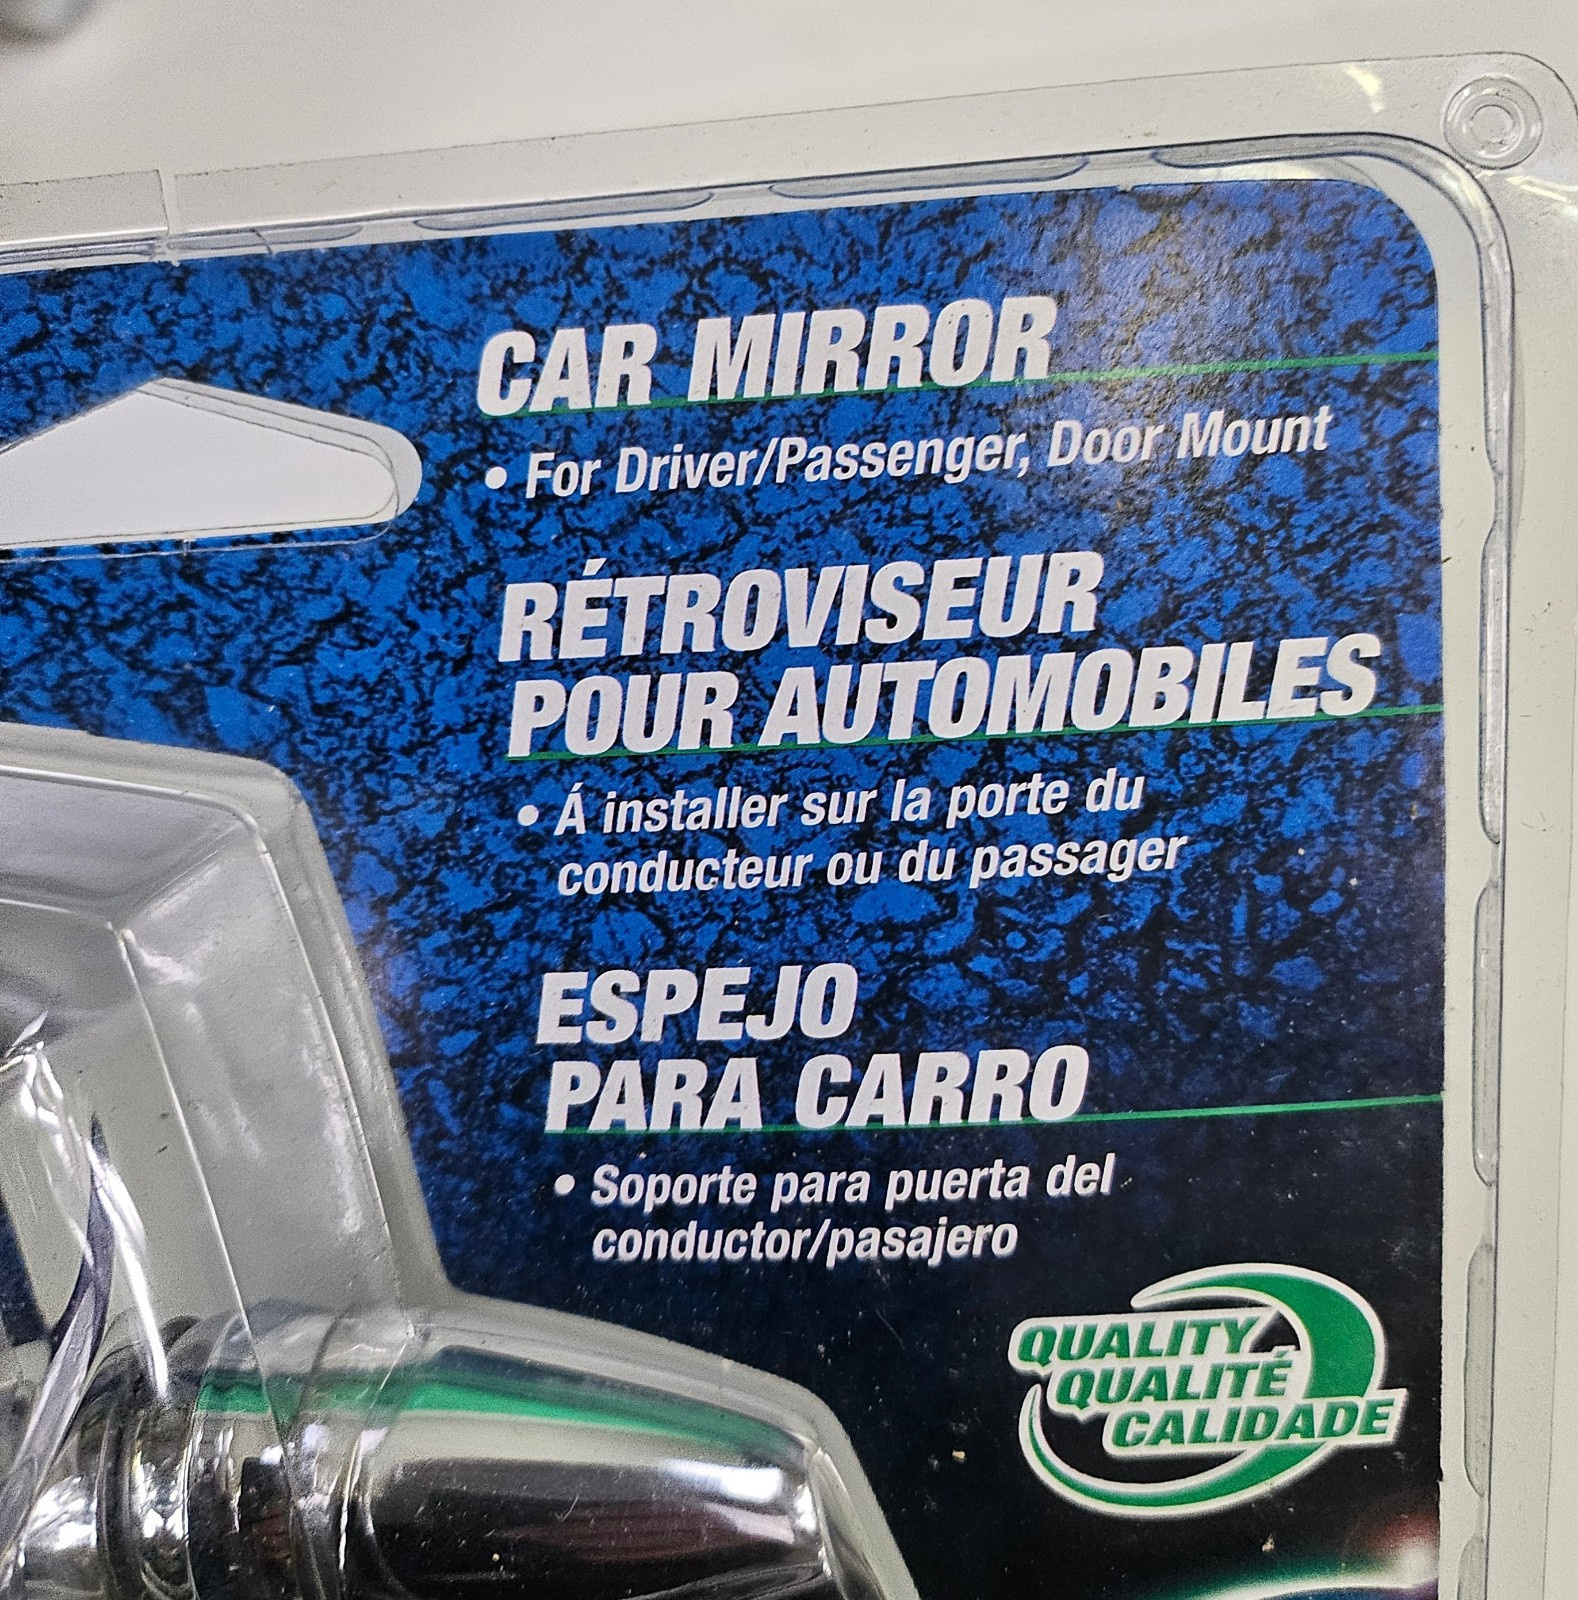 CAR MIRROR
• For Driver/Passenger, Door Mount
RÉTROVISEUR
POUR AUTOMOBILES
• Á installer sur la porte du
conducteur ou du passager
ESPEJO
PARA CARRO
• Soporte para puerta del
conductor/pasajero
QUALITY
QUALITÉ
CALIDADE